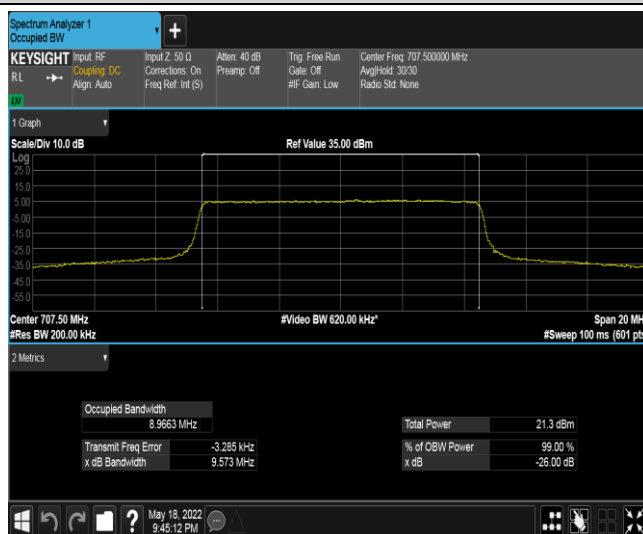 Spectrum Analyzer 1
Occupied BW
KEYSIGHT
RL
LXI
Input: RF
Coupling: DC
Align: Auto
Input Z: 50 Ω
Corrections: On
Freq Ref: Int (S)
Atten: 40 dB
Preamp: Off
Trig: Free Run
Gate: Off
#IF Gain: Low
Center Freq: 707.500000 MHz
Avg|Hold: 30/30
Radio Std: None
1 Graph
Scale/Div 10.0 dB
Ref Value 35.00 dBm
Log
25.0
15.0
5.00
-5.00
-15.0
-25.0
-35.0
-45.0
-55.0
Center 707.50 MHz
#Video BW 620.00 kHz*
Span 20 MH
#Res BW 200.00 kHz
#Sweep 100 ms (601 pts
2 Metrics
Occupied Bandwidth
8.9663 MHz
Total Power 21.3 dBm
Transmit Freq Error -3.285 kHz
% of OBW Power 99.00 %
x dB Bandwidth 9.573 MHz
x dB -26.00 dB
?
May 18, 2022
9:45:12 PM